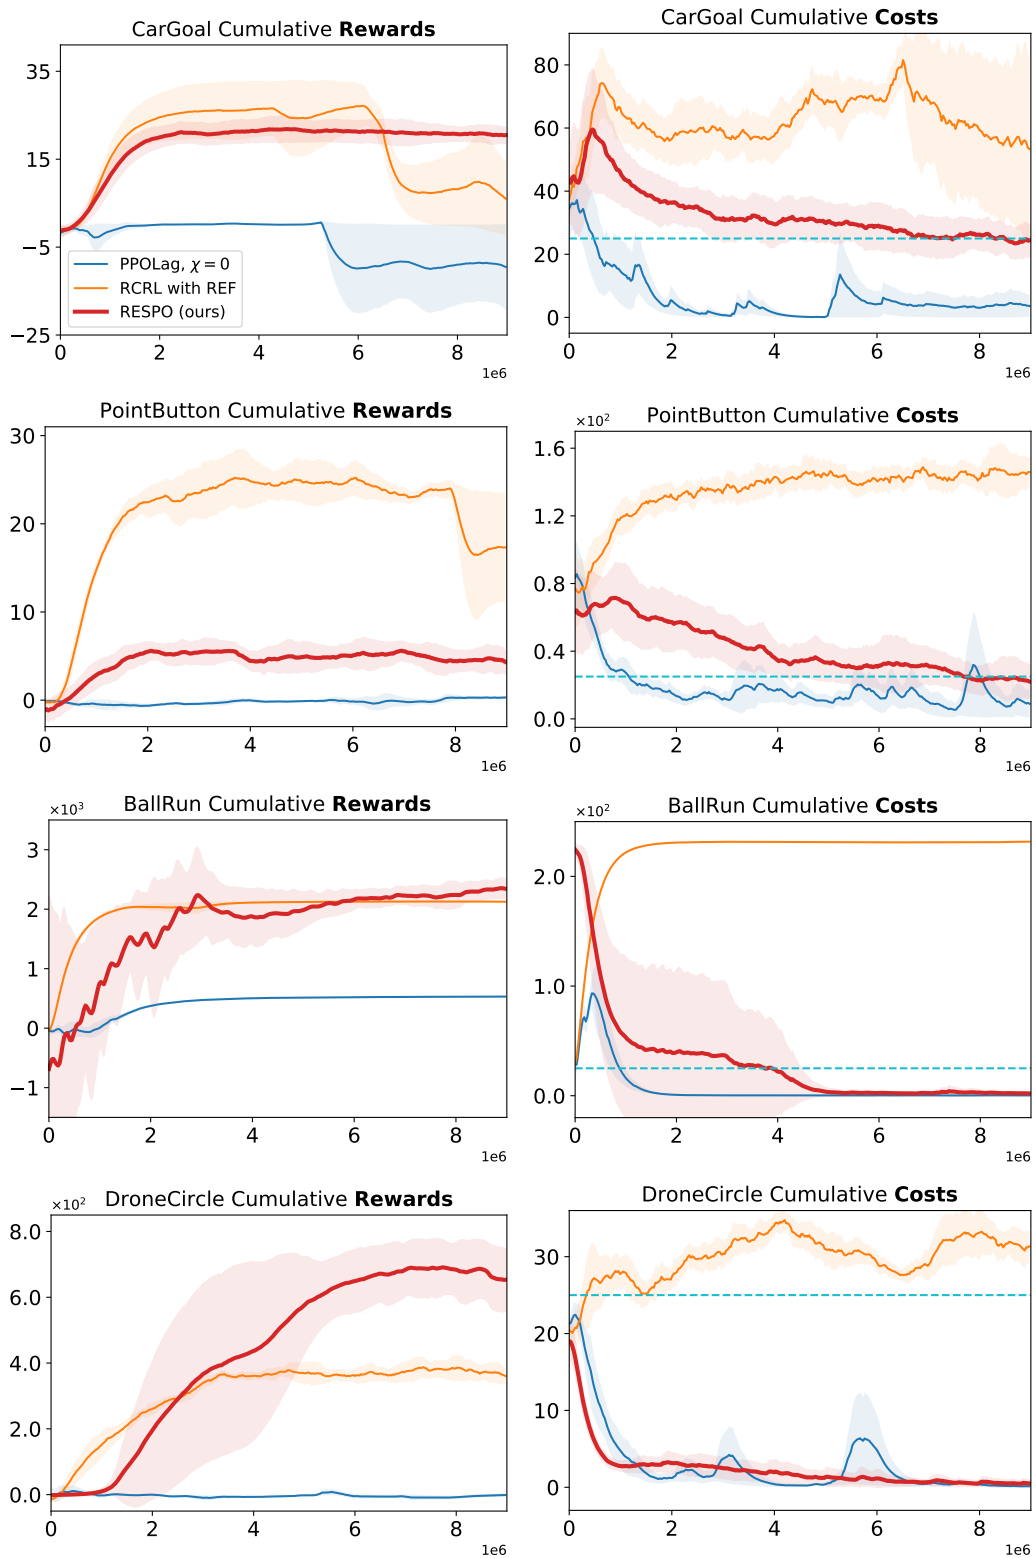 CarGoal Cumulative Rewards
35
15
−5
−25
PPOLag, χ = 0
RCRL with REF
RESPO (ours)
0 2 4 6 8
1e6
CarGoal Cumulative Costs
80
60
40
20
0
0 2 4 6 8
1e6
PointButton Cumulative Rewards
30
20
10
0
0 2 4 6 8
1e6
PointButton Cumulative Costs
×10²
1.6
1.2
0.8
0.4
0.0
0 2 4 6 8
1e6
BallRun Cumulative Rewards
×10³
3
2
1
0
−1
0 2 4 6 8
1e6
BallRun Cumulative Costs
×10²
2.0
1.0
0.0
0 2 4 6 8
1e6
DroneCircle Cumulative Rewards
×10²
8.0
6.0
4.0
2.0
0.0
0 2 4 6 8
1e6
DroneCircle Cumulative Costs
30
20
10
0
0 2 4 6 8
1e6